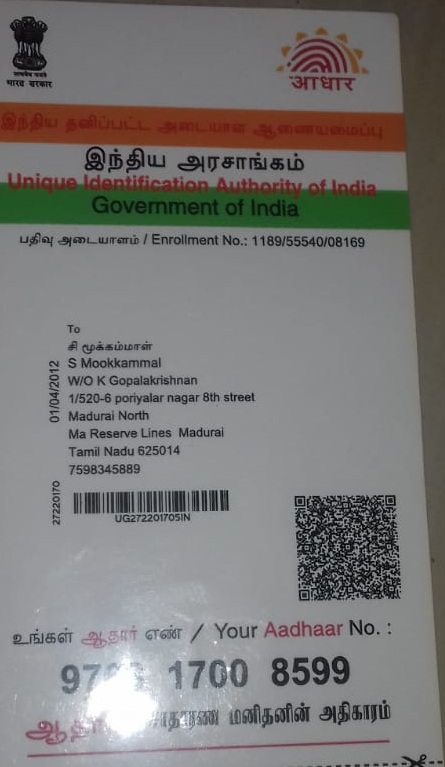 भारत सरकार
आधार
இந்திய தனிப்பட்ட அடையாள ஆணையமைப்பு
இந்திய அரசாங்கம்
Unique Identification Authority of India
Government of India
பதிவு அடையாளம் / Enrollment No.: 1189/55540/08169
To
சி மூக்கம்மாள்
S Mookkammal
W/O K Gopalakrishnan
1/520-6 poriyalar nagar 8th street
Madurai North
Ma Reserve Lines Madurai
Tamil Nadu 625014
7598345889
01/04/2012
27220170
UG27220170SIN
உங்கள் ஆதார் எண் / Your Aadhaar No. :
1700 8599
மனிதனின் அதிகாரம்